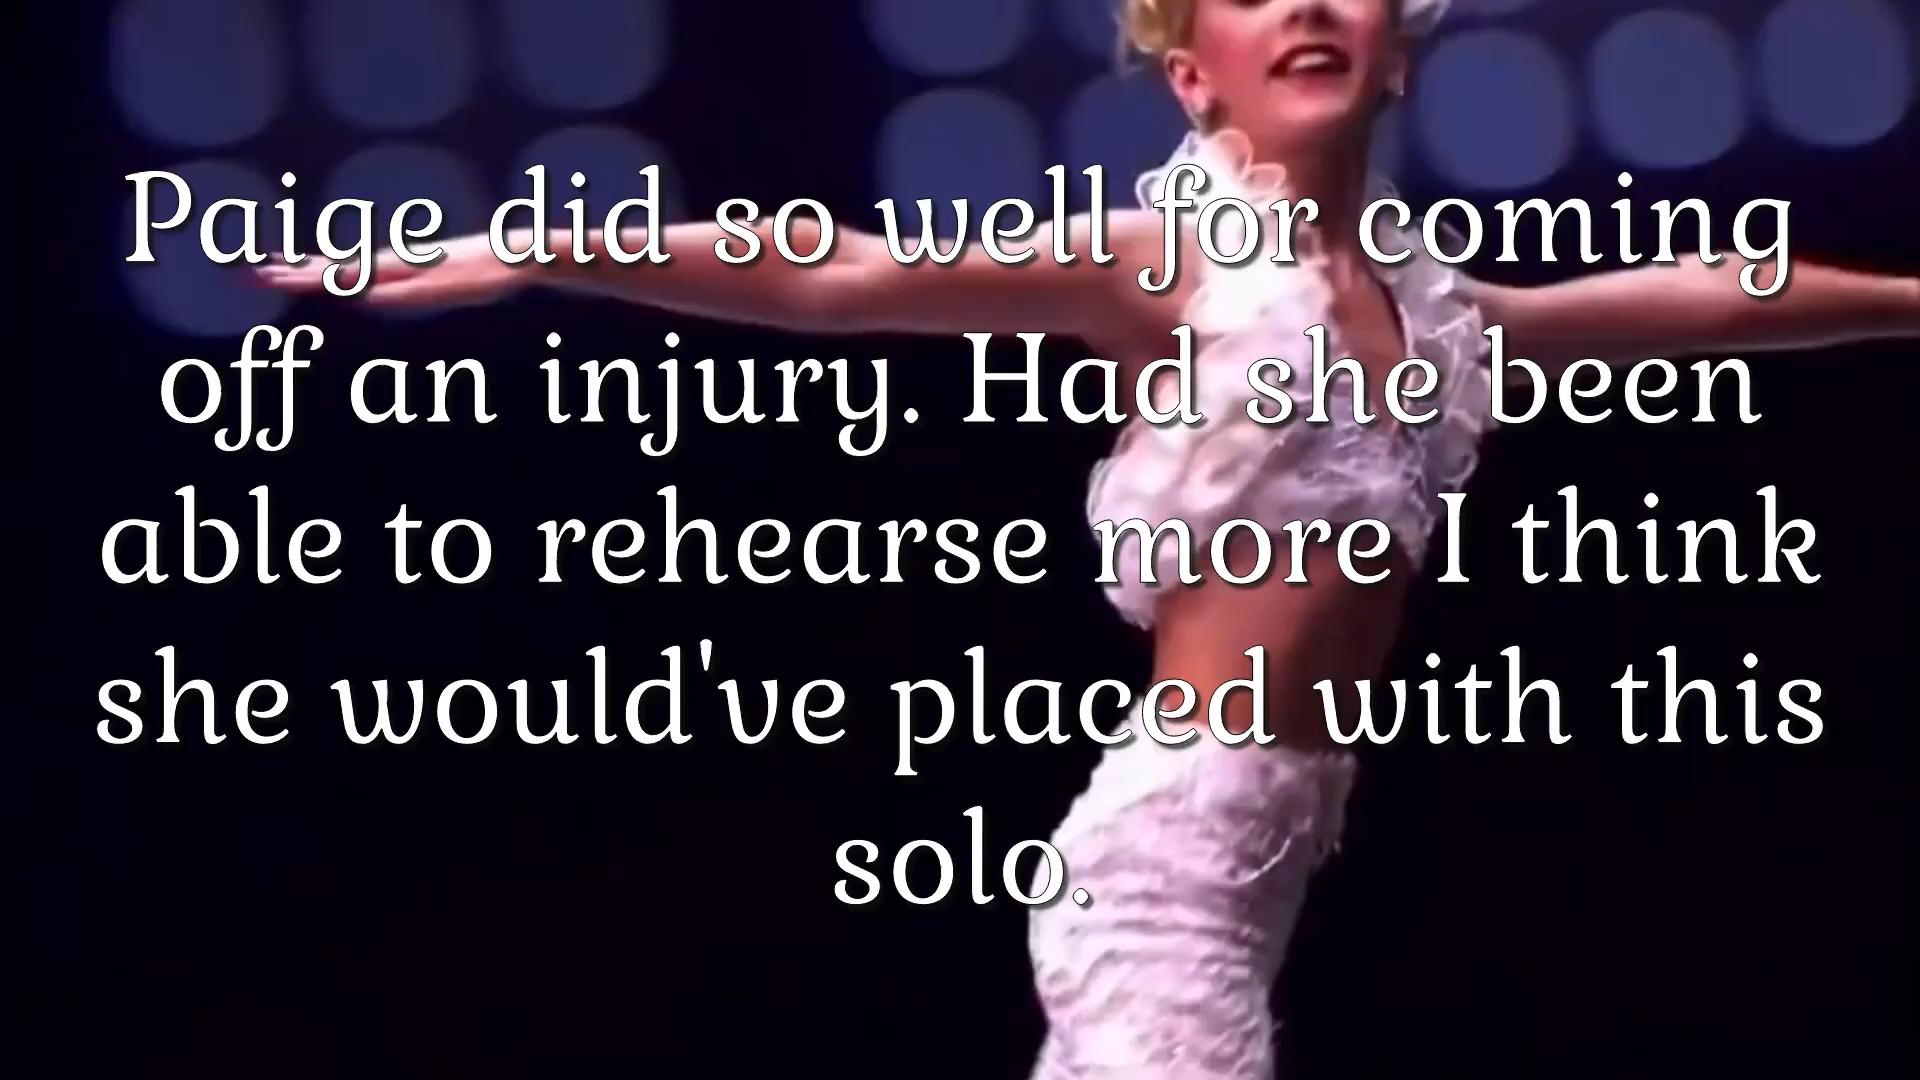 Paige did so well for coming
off an injury. Had she been
able to rehearse more I think
she would've placed with this
solo.